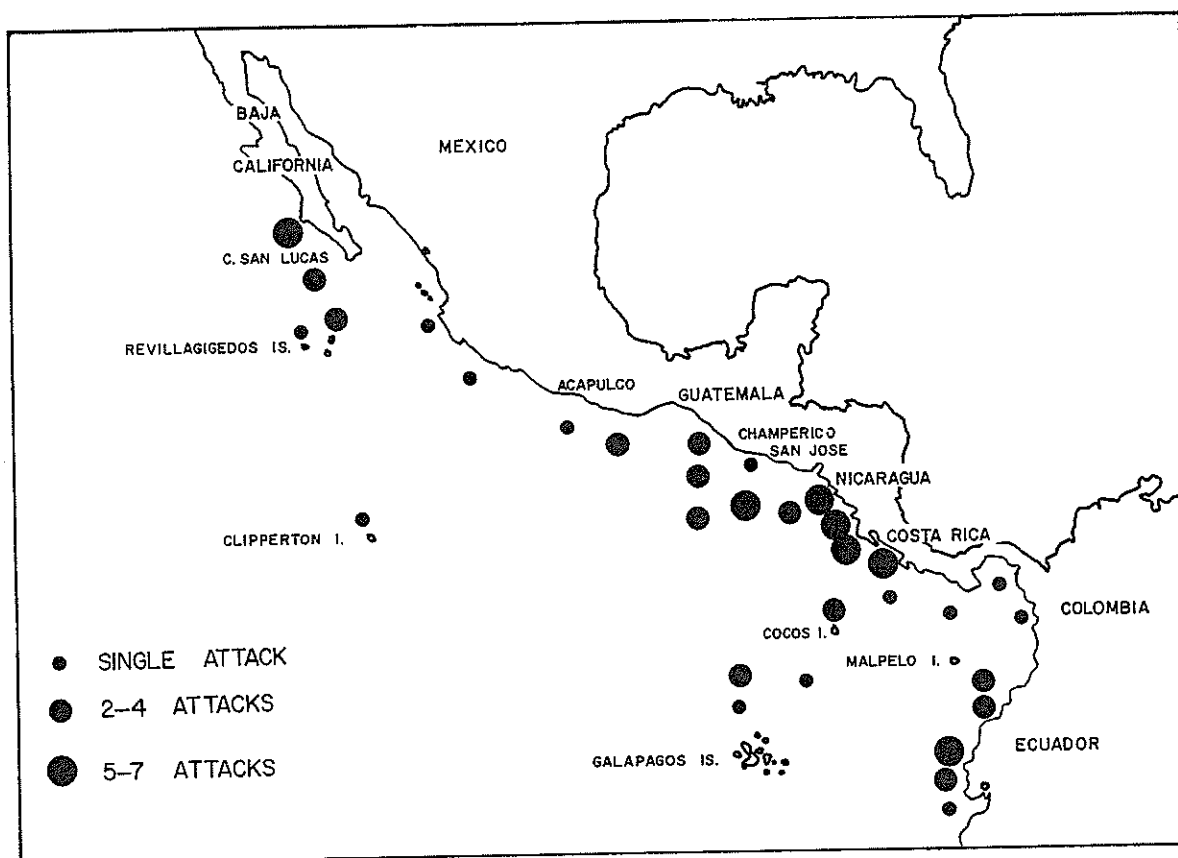 BAJA
CALIFORNIA
MEXICO
C. SAN LUCAS
REVILLAGIGEDOS IS.
ACAPULCO
GUATEMALA
CHAMPERICO
SAN JOSE
NICARAGUA
CLIPPERTON I.
COSTA RICA
COLOMBIA
COCOS I.
MALPELO I.
SINGLE ATTACK
2–4 ATTACKS
5–7 ATTACKS
GALAPAGOS IS.
ECUADOR